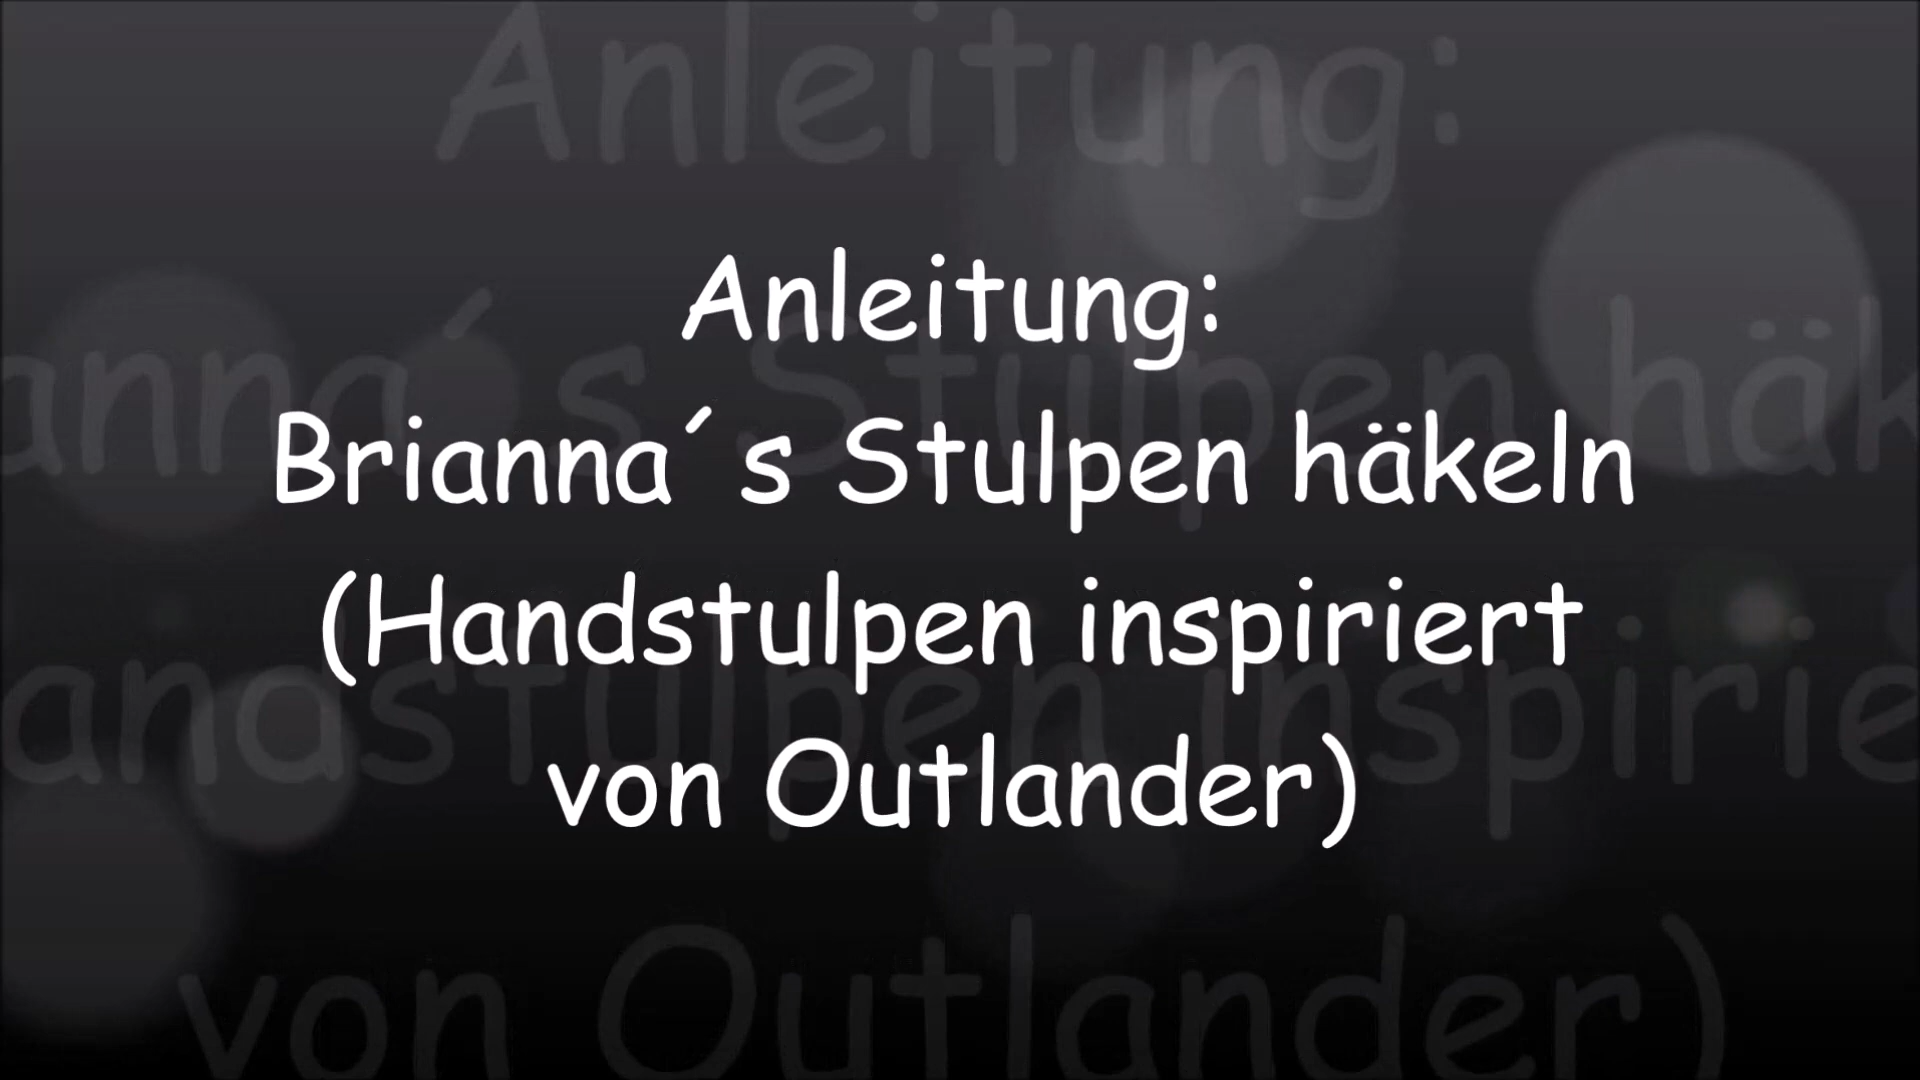 Anleitung:
Brianna´s Stulpen häkeln
(Handstulpen inspiriert
von Outlander)